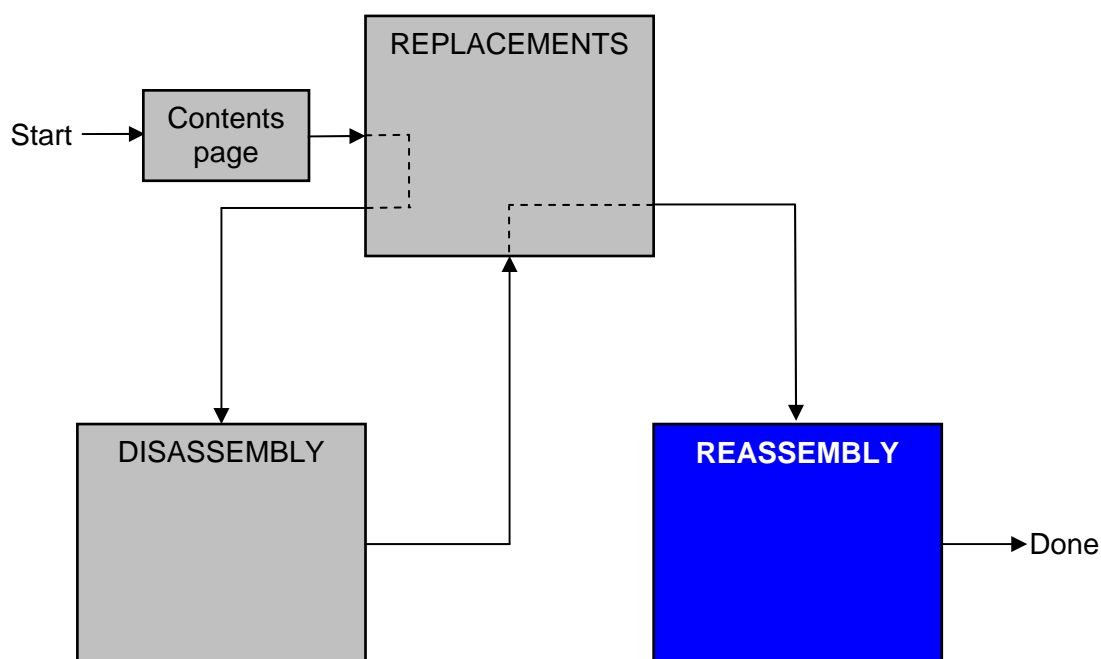 REPLACEMENTS
Start
Contents
page
DISASSEMBLY
REASSEMBLY
Done